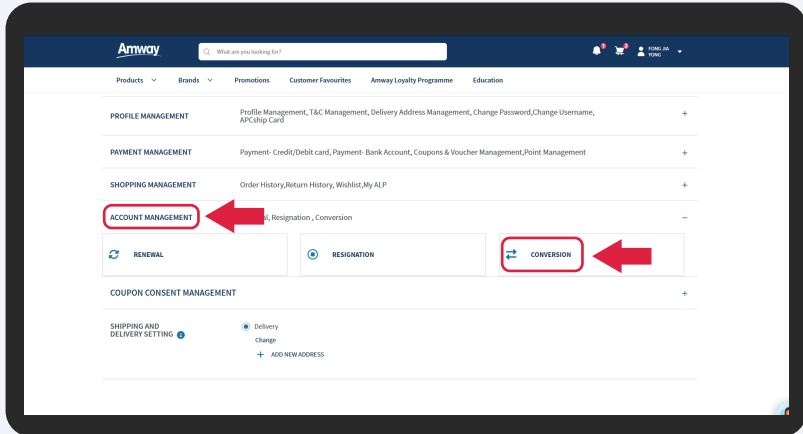 Amway
What are you looking for?
1
2
FONG JIA
YONG
Products
Brands
Promotions
Customer Favourites
Amway Loyalty Programme
Education
PROFILE MANAGEMENT
Profile Management, T&C Management, Delivery Address Management, Change Password,Change Username,
APCship Card
+
PAYMENT MANAGEMENT
Payment- Credit/Debit card, Payment- Bank Account, Coupons & Voucher Management,Point Management
+
SHOPPING MANAGEMENT
Order History,Return History, Wishlist,My ALP
+
ACCOUNT MANAGEMENT
l, Resignation , Conversion
−
RENEWAL
RESIGNATION
CONVERSION
COUPON CONSENT MANAGEMENT
+
SHIPPING AND
DELIVERY SETTING
Delivery
Change
+ ADD NEW ADDRESS